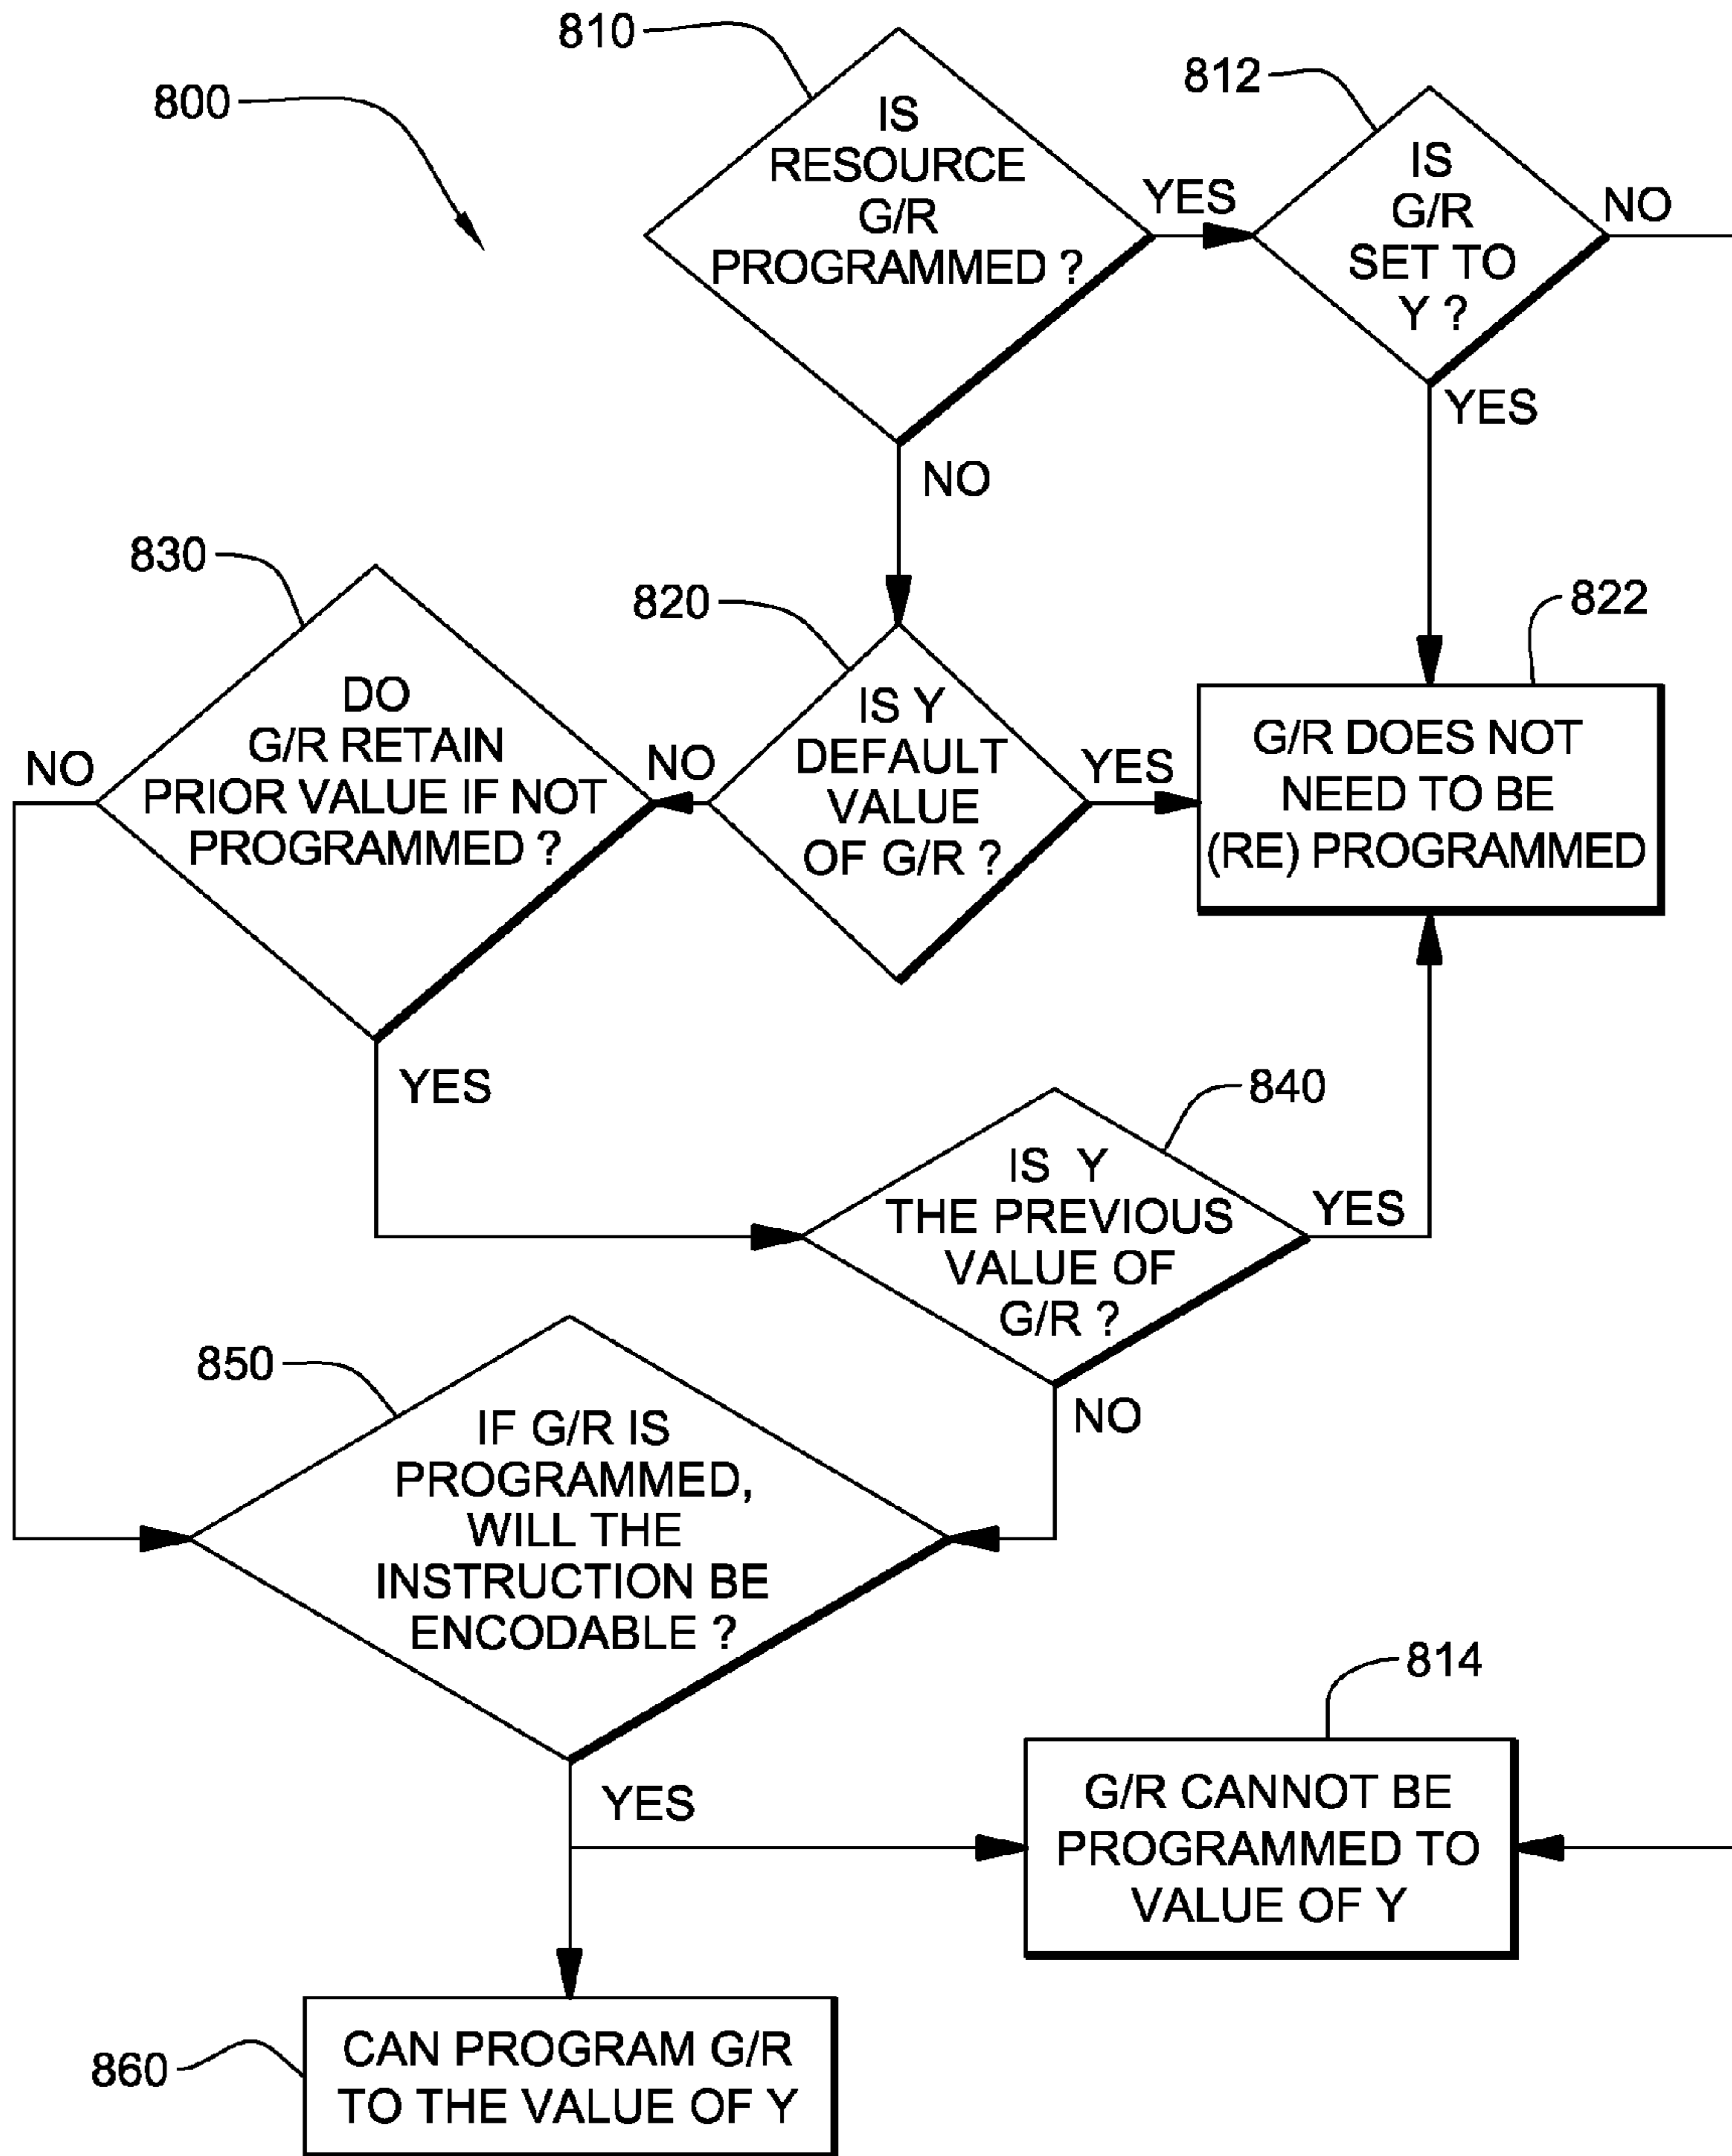 800
810
IS
RESOURCE
G/R
PROGRAMMED ?
YES
NO
812
IS
G/R
SET TO
Y ?
NO
YES
830
DO
G/R RETAIN
PRIOR VALUE IF NOT
PROGRAMMED ?
NO
YES
820
IS Y
DEFAULT
VALUE
OF G/R ?
NO
YES
822
G/R DOES NOT
NEED TO BE
(RE) PROGRAMMED
840
IS Y
THE PREVIOUS
VALUE OF
G/R ?
YES
NO
850
IF G/R IS
PROGRAMMED,
WILL THE
INSTRUCTION BE
ENCODABLE ?
YES
814
G/R CANNOT BE
PROGRAMMED TO
VALUE OF Y
860
CAN PROGRAM G/R
TO THE VALUE OF Y